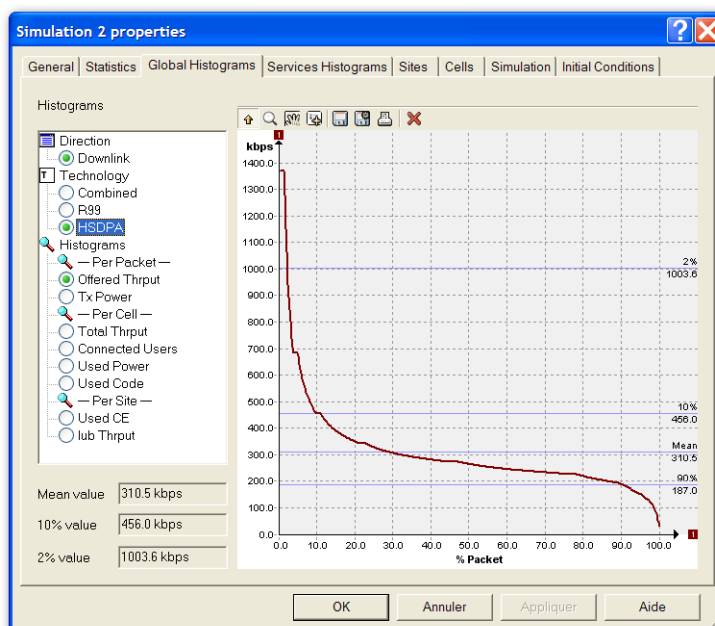 Simulation 2 properties
General Statistics Global Histograms Services Histograms Sites Cells Simulation Initial Conditions
Histograms
Direction
Downlink
T Technology
Combined
R99
HSDPA
Histograms
— Per Packet —
Offered Thrput
Tx Power
— Per Cell —
Total Thrput
Connected Users
Used Power
Used Code
— Per Site —
Used CE
Iub Thrput
Mean value 310.5 kbps
10% value 456.0 kbps
2% value 1003.6 kbps
1
kbps
1400.0
1300.0
1200.0
1100.0
1000.0
900.0
800.0
700.0
600.0
500.0
400.0
300.0
200.0
100.0
0.0
2%
1003.6
10%
456.0
Mean
310.5
90%
187.0
1
0.0 10.0 20.0 30.0 40.0 50.0 60.0 70.0 80.0 90.0 100.0
% Packet
OK Annuler Appliquer Aide